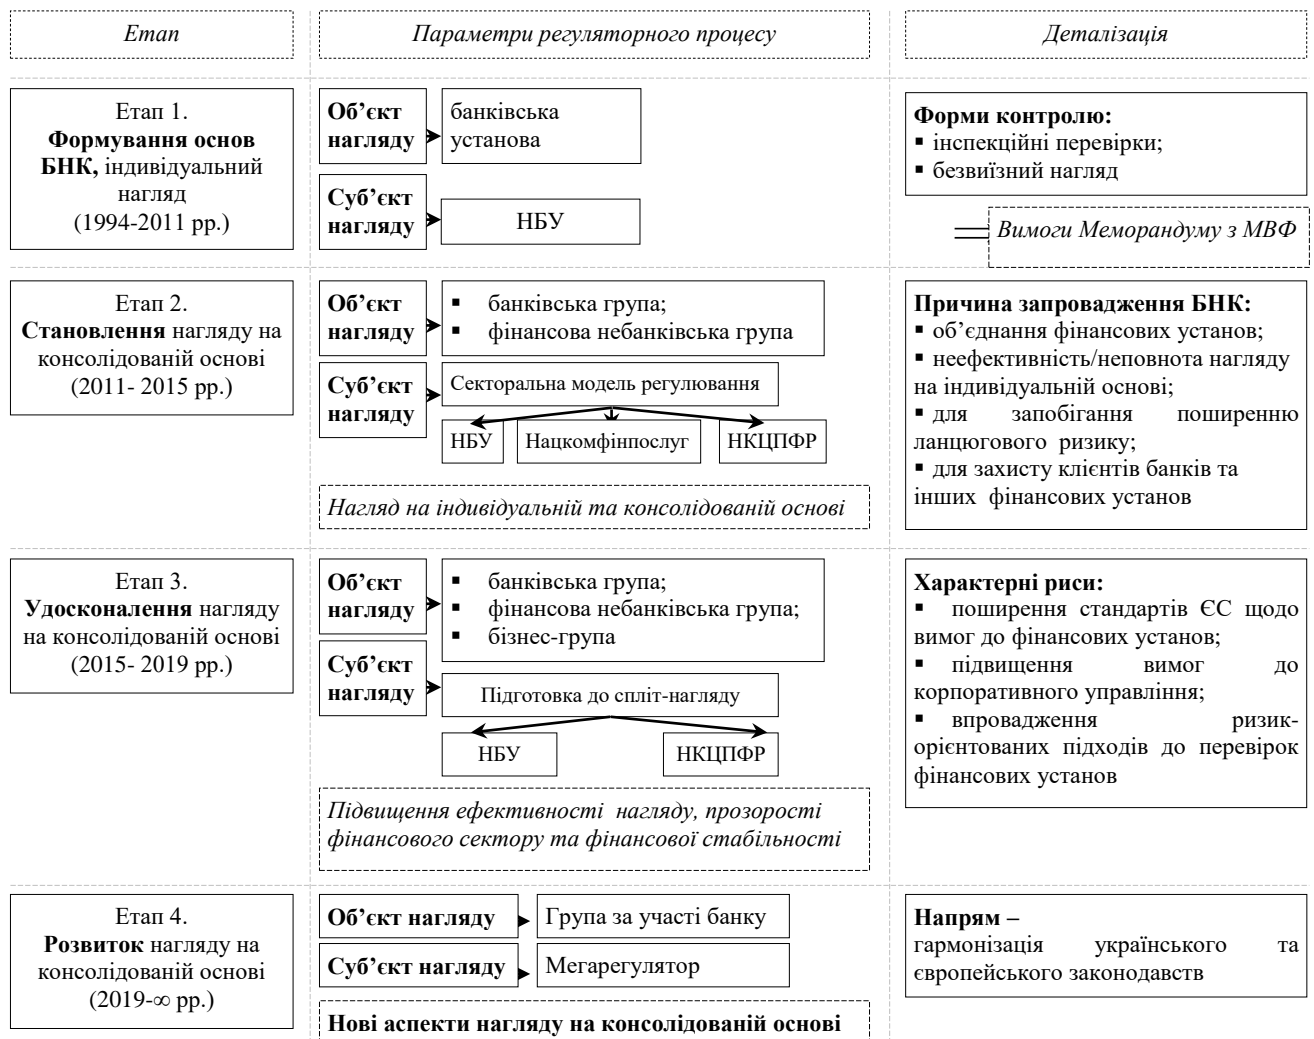 Етап
Параметри регуляторного процесу
Деталізація
Етап 1.
Формування основ
БНК, індивідуальний
нагляд
(1994-2011 рр.)
Об’єкт
нагляду
банківська
установа
Суб’єкт
нагляду
НБУ
Форми контролю:
▪ інспекційні перевірки;
▪ безвиїзний нагляд
Вимоги Меморандуму з МВФ
Етап 2.
Становлення нагляду на
консолідованій основі
(2011- 2015 рр.)
Об’єкт
нагляду
▪ банківська група;
▪ фінансова небанківська група
Суб’єкт
нагляду
Секторальна модель регулювання
НБУ
Нацкомфінпослуг
НКЦПФР
Нагляд на індивідуальній та консолідованій основі
Причина запровадження БНК:
▪ об’єднання фінансових установ;
▪ неефективність/неповнота нагляду
на індивідуальній основі;
▪ для запобігання поширенню
ланцюгового ризику;
▪ для захисту клієнтів банків та
інших фінансових установ
Етап 3.
Удосконалення нагляду
на консолідованій основі
(2015- 2019 рр.)
Об’єкт
нагляду
▪ банківська група;
▪ фінансова небанківська група;
▪ бізнес-група
Суб’єкт
нагляду
Підготовка до спліт-нагляду
НБУ
НКЦПФР
Підвищення ефективності нагляду, прозорості
фінансового сектору та фінансової стабільності
Характерні риси:
▪ поширення стандартів ЄС щодо
вимог до фінансових установ;
▪ підвищення вимог до
корпоративного управління;
▪ впровадження ризик-
орієнтованих підходів до перевірок
фінансових установ
Етап 4.
Розвиток нагляду на
консолідованій основі
(2019-∞ рр.)
Об’єкт нагляду
Група за участі банку
Суб’єкт нагляду
Мегарегулятор
Нові аспекти нагляду на консолідованій основі
Напрям –
гармонізація українського та
європейського законодавств